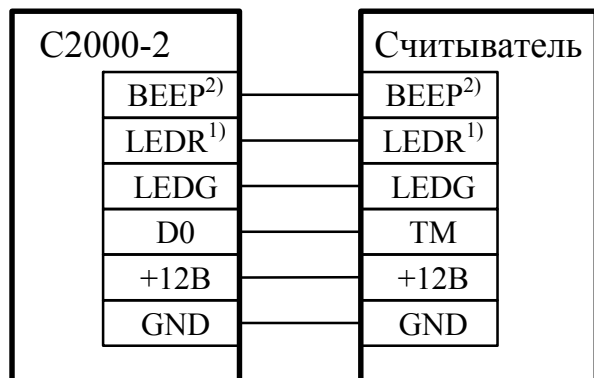 С2000-2 Считыватель
BEEP2) BEEP2)
LEDR1) LEDR1)
LEDG LEDG
D0 TM
+12В +12В
GND GND